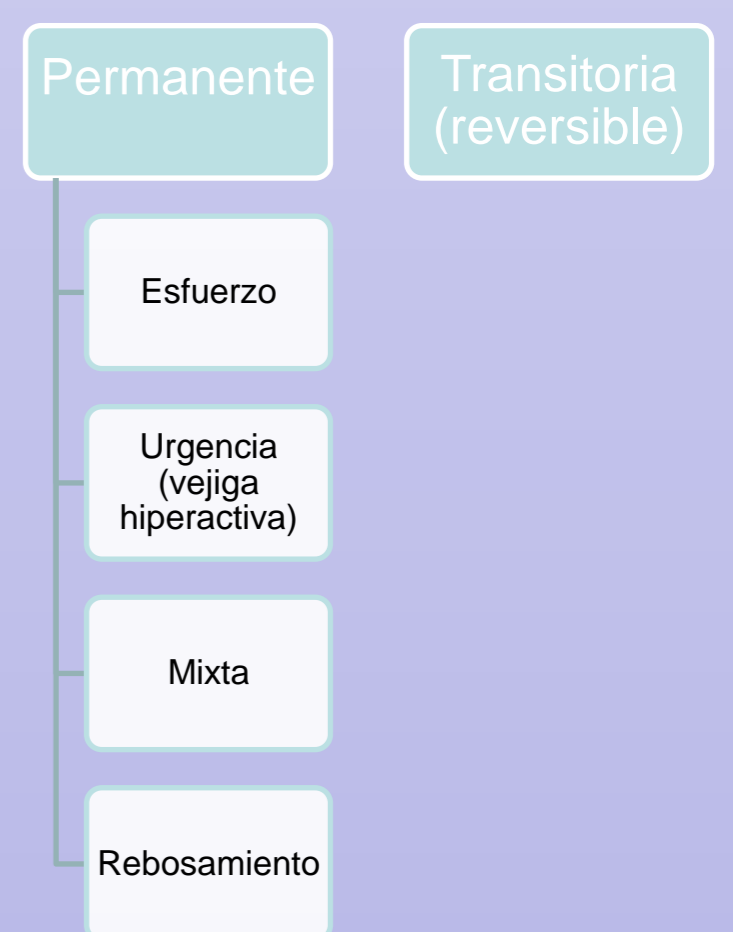 Permanente
Transitoria
(reversible)
Esfuerzo
Urgencia
(vejiga
hiperactiva)
Mixta
Rebosamiento